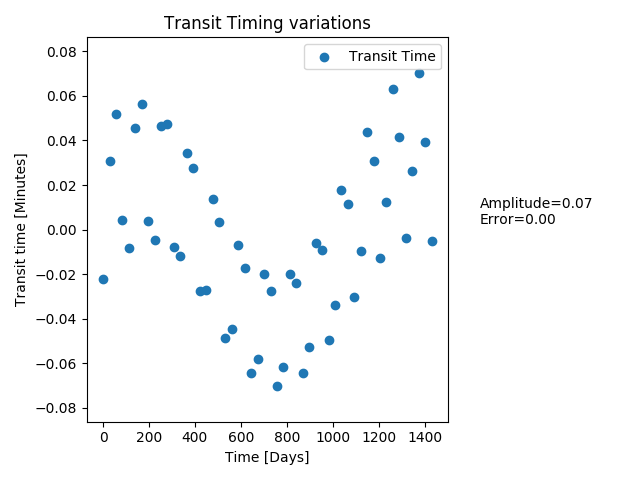 Transit Timing variations
Transit Time
0.08
0.06
0.04
0.02
0.00
−0.02
−0.04
−0.06
−0.08
Transit time [Minutes]
0 200 400 600 800 1000 1200 1400
Time [Days]
Amplitude=0.07
Error=0.00